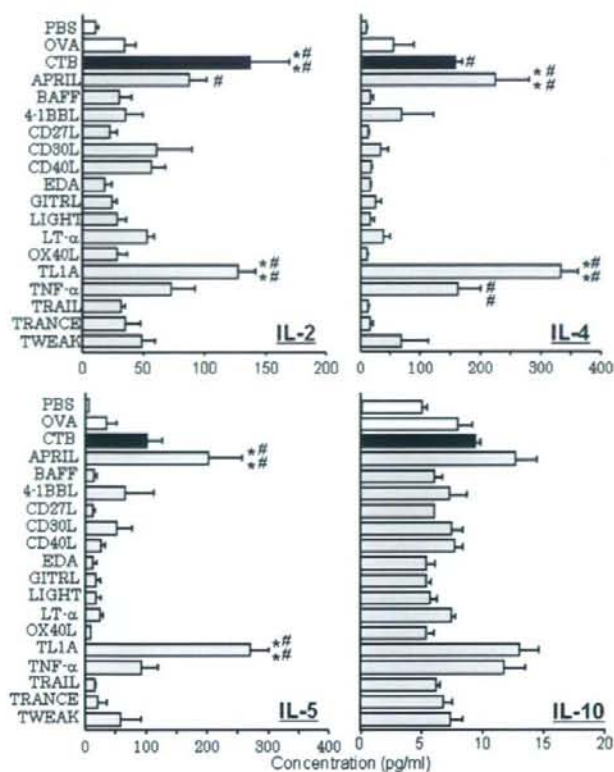 PBS
OVA
CTB
*#
*#
#
APRIL
#
*#
*#
BAFF
4-1BBL
CD27L
CD30L
CD40L
EDA
GITRL
LIGHT
LT-α
OX40L
TL1A
*#
*#
*#
*#
TNF-α
#
#
TRAIL
TRANCE
TWEAK
IL-2
IL-4
0 50 100 150 200
0 100 200 300 400
PBS
OVA
CTB
APRIL
*#
*#
BAFF
4-1BBL
CD27L
CD30L
CD40L
EDA
GITRL
LIGHT
LT-α
OX40L
TL1A
*#
*#
TNF-α
TRAIL
TRANCE
TWEAK
IL-5
IL-10
0 100 200 300 400
0 5 10 15 20
Concentration (pg/ml)